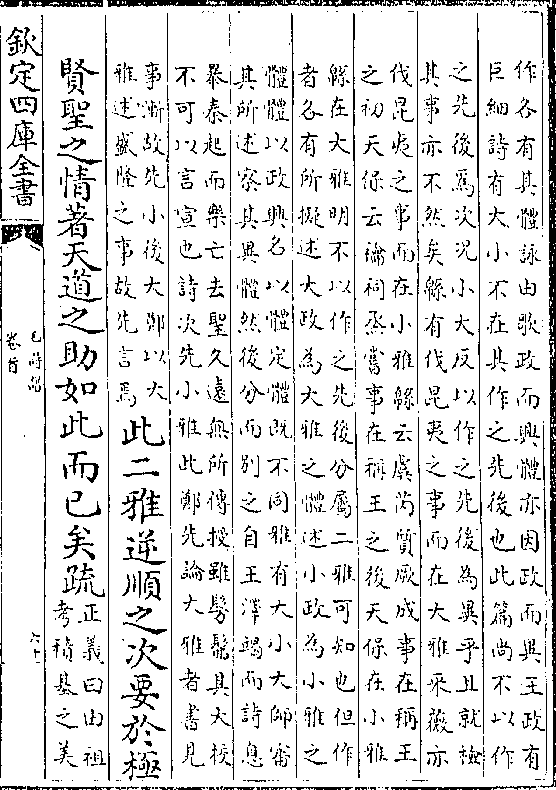 作各有其體詠由歌政而興體亦因政而異王政有
巨細詩有大小不在其作之先後也此篇尚不以作
之先後爲次況小大反以作之先後為異乎且就檢
其事亦不然矣緜有伐昆夷之事而在大雅采薇亦
伐昆夷之事而在小雅緜云虞芮質厥成事在稱王
之初天保云禴祠烝嘗事在稱王之後天保在小雅
緜在大雅明不以作之先後分屬二雅可知也但作
者各有所擬述大政為大雅之體述小政為小雅之
體體以政興名以體定體既不同雅有大小大師審
其所述察其異體然後分而別之自王澤竭而詩息
暴秦起而樂亡去聖久遠無所傳授雖髣髴其大校
不可以言宣也詩次先小雅此鄭先論大雅者書見
事漸故先小後大鄭以大
雅述盛隆之事故先言焉
此二雅逆順之次要於極
賢聖之情著天道之助如此而已矣疏
正義曰由祖
考積基之美
欽定四庫全書
毛詩譜
卷首